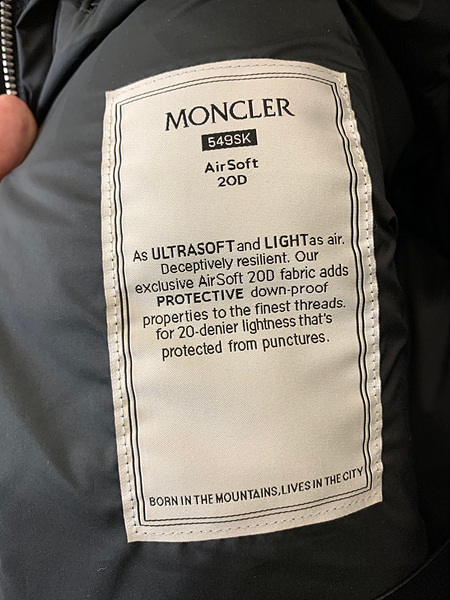 MONCLER
549SK
AirSoft
20D
As ULTRASOFT and LIGHT as air.
Deceptively resilient. Our
exclusive AirSoft 20D fabric adds
PROTECTIVE down-proof
properties to the finest threads.
for 20-denier lightness that's
protected from punctures.
BORN IN THE MOUNTAINS, LIVES IN THE CITY